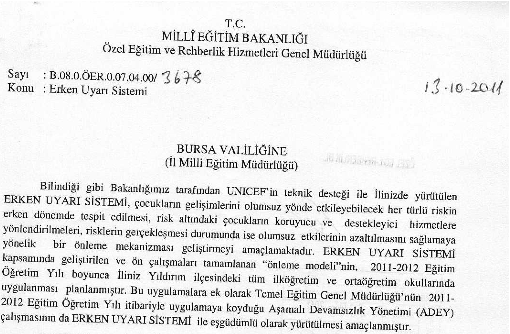 T.C.
MİLLÎ EĞİTİM BAKANLIĞI
Özel Eğitim ve Rehberlik Hizmetleri Genel Müdürlüğü
Sayı : B.08.0.ÖER.0.07.04.00/ 3678
13-10-2011
Konu : Erken Uyarı Sistemi
BURSA VALİLİĞİNE
(İl Milli Eğitim Müdürlüğü)
Bilindiği gibi Bakanlığımız tarafından UNICEF'in teknik desteği ile İlinizde yürütülen
ERKEN UYARI SİSTEMİ, çocukların gelişimlerini olumsuz yönde etkileyebilecek her türlü riskin
erken dönemde tespit edilmesi, risk altındaki çocukların koruyucu ve destekleyici hizmetlere
yönlendirilmeleri, risklerin gerçekleşmesi durumunda ise olumsuz etkilerinin azaltılmasını sağlamaya
yönelik bir önleme mekanizması geliştirmeyi amaçlamaktadır. ERKEN UYARI SİSTEMİ
kapsamında geliştirilen ve ön çalışmaları tamamlanan "önleme modeli"nin, 2011-2012 Eğitim
Öğretim Yılı boyunca İliniz Yıldırım ilçesindeki tüm ilköğretim ve ortaöğretim okullarında
uygulanması planlanmıştır. Bu uygulamalara ek olarak Temel Eğitim Genel Müdürlüğü'nün 2011-
2012 Eğitim Öğretim Yılı itibariyle uygulamaya koyduğu Aşamalı Devamsızlık Yönetimi (ADEY)
çalışmasının da ERKEN UYARI SİSTEMİ ile eşgüdümlü olarak yürütülmesi amaçlanmıştır.